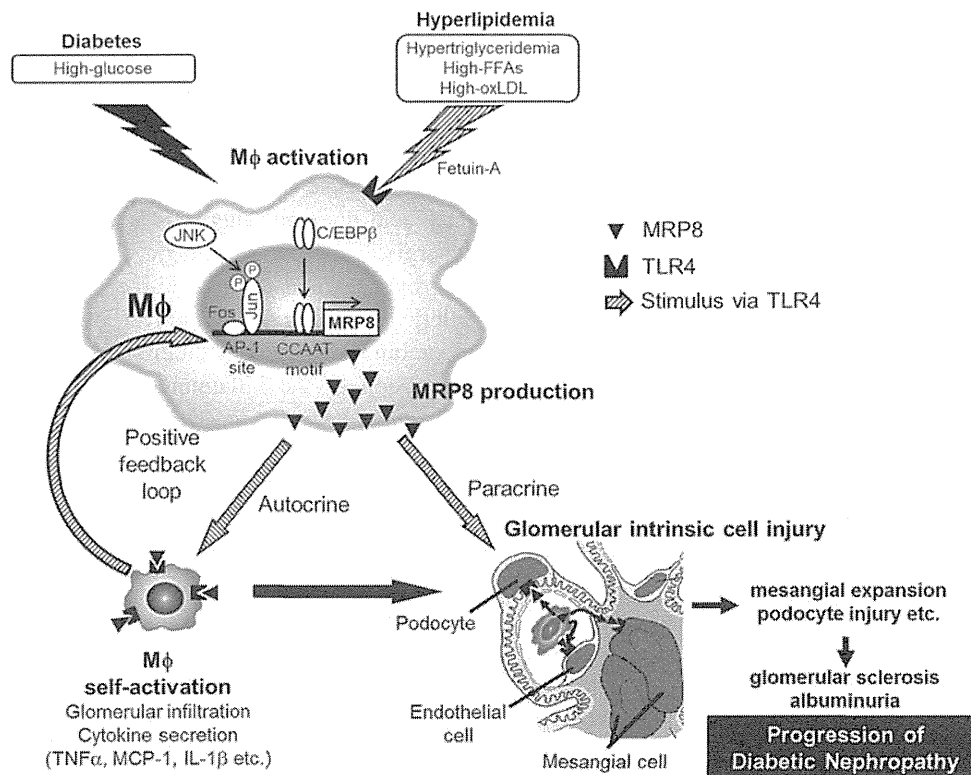 Hyperlipidemia
Diabetes
High-glucose
Hypertriglyceridemia
High-FFAs
High-oxLDL
Mϕ activation
Fetuin-A
JNK
C/EBPβ
P
P
Mϕ
Fos
Jun
MRP8
AP-1
site
CCAAT
motif
MRP8 production
MRP8
TLR4
Stimulus via TLR4
Positive
feedback
loop
Autocrine
Paracrine
Glomerular intrinsic cell injury
Podocyte
Endothelial
cell
Mesangial cell
mesangial expansion
podocyte injury etc.
glomerular sclerosis
albuminuria
Progression of
Diabetic Nephropathy
Mϕ
self-activation
Glomerular infiltration
Cytokine secretion
(TNFα, MCP-1, IL-1β etc.)